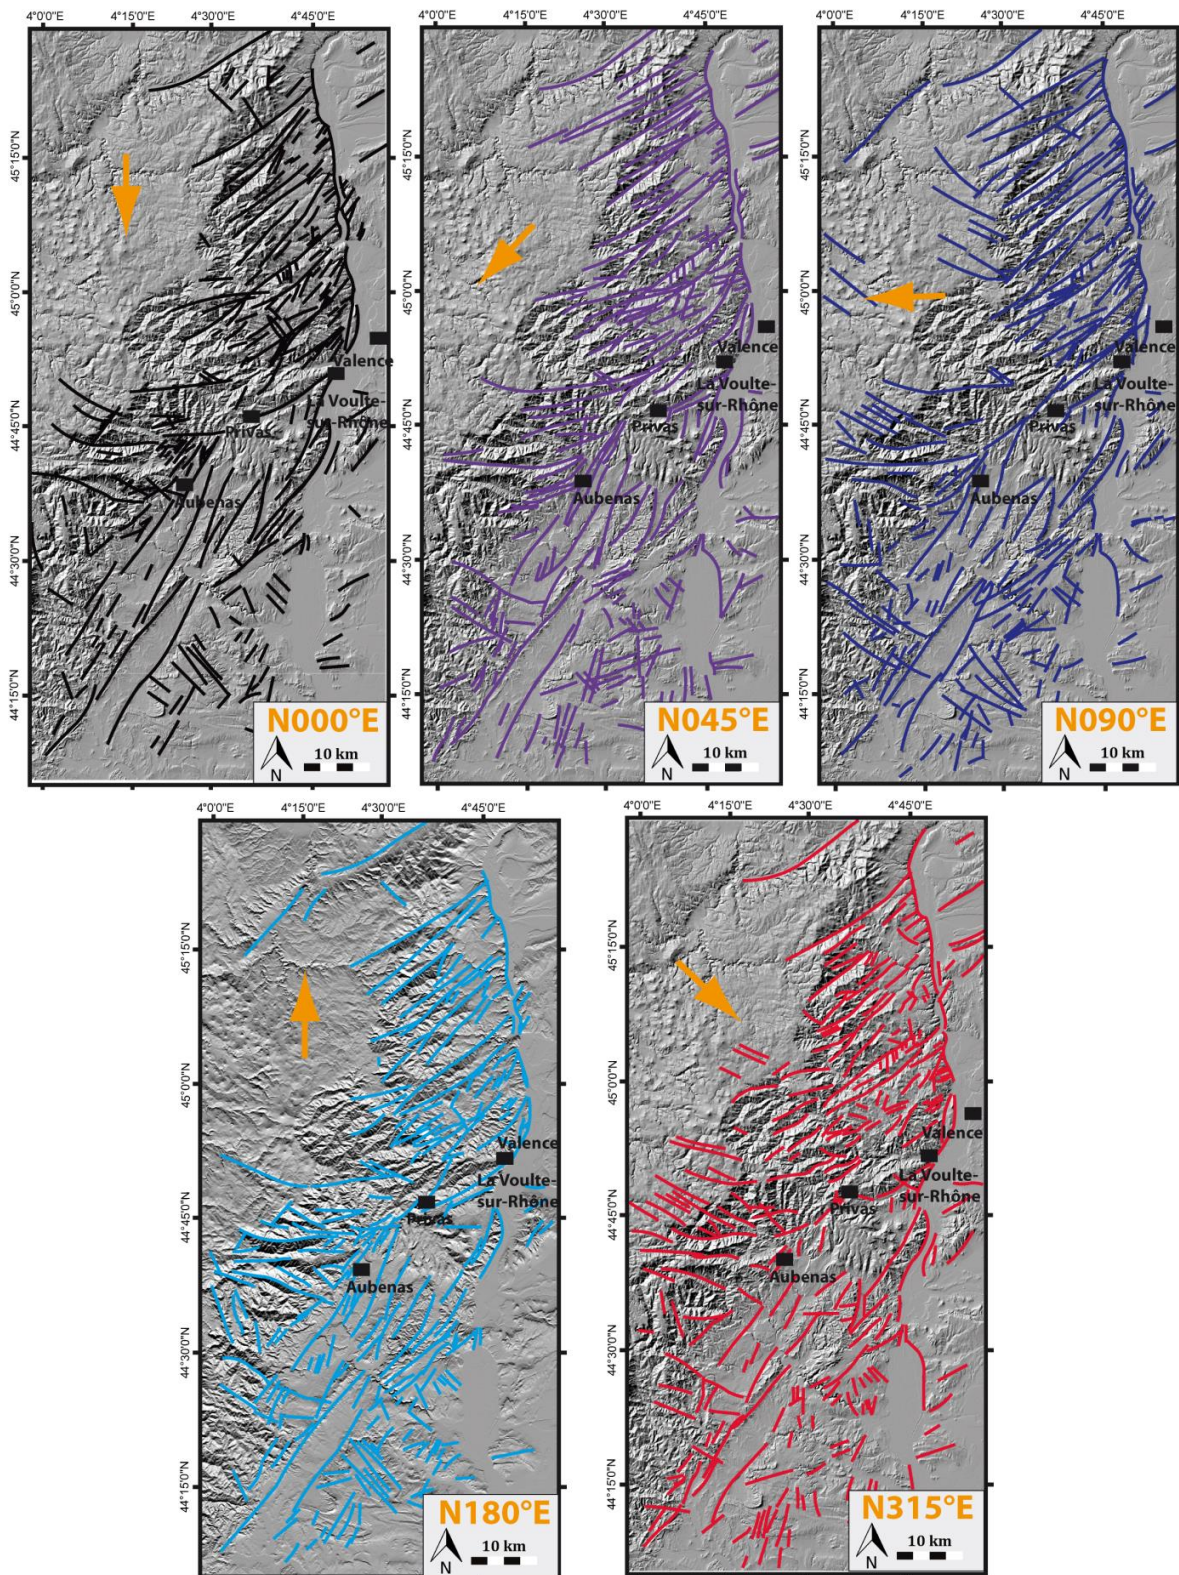 4°0'0"E 4°15'0"E 4°30'0"E 4°45'0"E
45°15'0"N
45°0'0"N
44°45'0"N
44°30'0"N
44°15'0"N
Valence
La Voulte-
sur-Rhône
Privas
Aubenas
N000°E
N
10 km
4°0'0"E 4°15'0"E 4°30'0"E 4°45'0"E
45°15'0"N
45°0'0"N
44°45'0"N
44°30'0"N
44°15'0"N
Valence
La Voulte-
sur-Rhône
Privas
Aubenas
N045°E
N
10 km
4°0'0"E 4°15'0"E 4°30'0"E 4°45'0"E
45°15'0"N
45°0'0"N
44°45'0"N
44°30'0"N
44°15'0"N
Valence
La Voulte-
sur-Rhône
Privas
Aubenas
N090°E
N
10 km
4°0'0"E 4°15'0"E 4°30'0"E 4°45'0"E
45°15'0"N
45°0'0"N
44°45'0"N
44°30'0"N
44°15'0"N
Valence
La Voulte-
sur-Rhône
Privas
Aubenas
N180°E
N
10 km
4°0'0"E 4°15'0"E 4°30'0"E 4°45'0"E
45°15'0"N
45°0'0"N
44°45'0"N
44°30'0"N
44°15'0"N
Valence
La Voulte-
sur-Rhône
Privas
Aubenas
N315°E
N
10 km